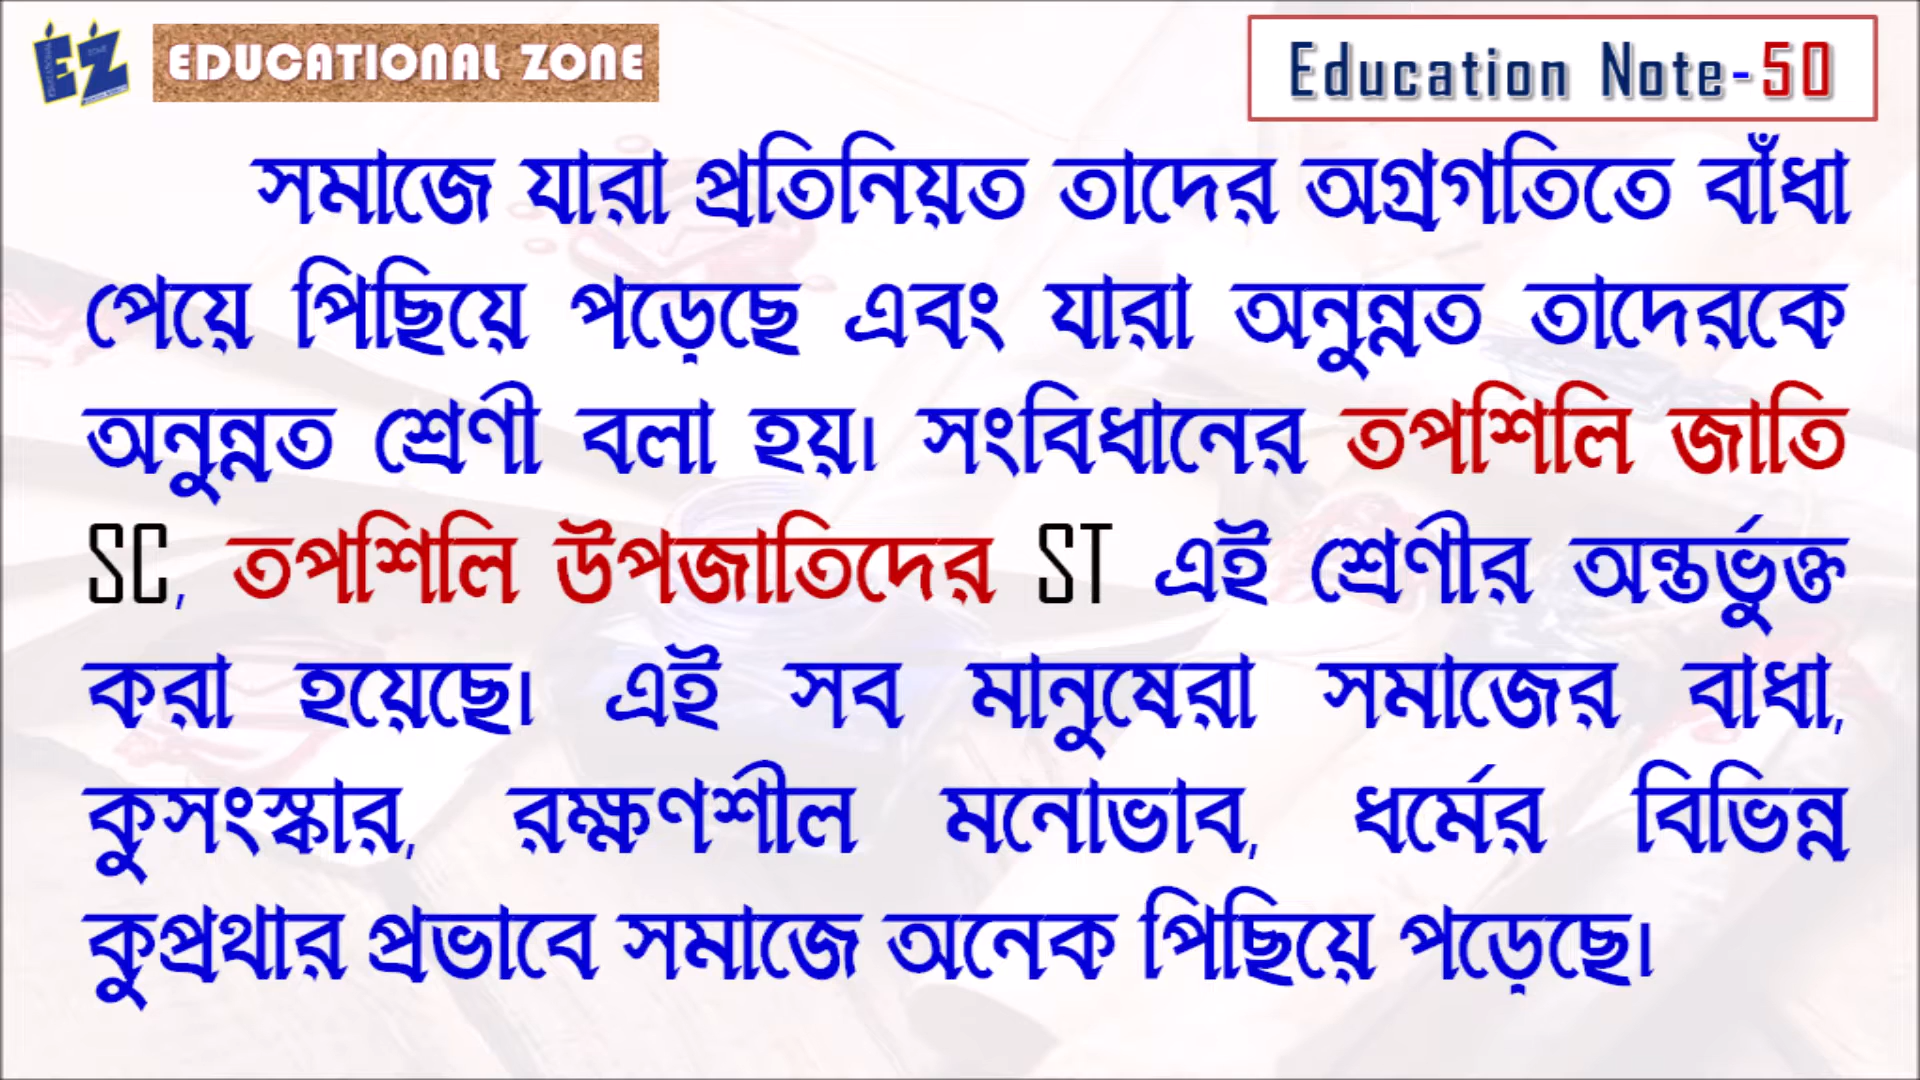 EZ EDUCATIONAL ZONE
Education Note-50
সমাজে যারা প্রতিনিয়ত তাদের অগ্রগতিতে বাঁধা
পেয়ে পিছিয়ে পড়েছে এবং যারা অনুন্নত তাদেরকে
অনুন্নত শ্রেণী বলা হয়। সংবিধানের তপশিলি জাতি
SC, তপশিলি উপজাতিদের ST এই শ্রেণীর অন্তর্ভুক্ত
করা হয়েছে। এই সব মানুষেরা সমাজের বাধা,
কুসংস্কার, রক্ষণশীল মনোভাব, ধর্মের বিভিন্ন
কুপ্রথার প্রভাবে সমাজে অনেক পিছিয়ে পড়েছে।